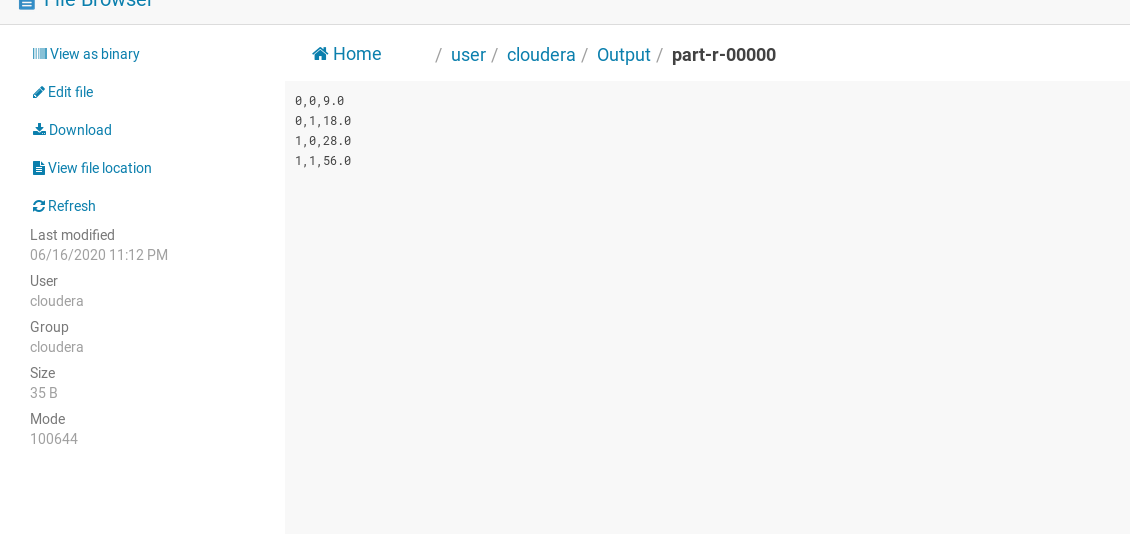 File Browser
View as binary
Edit file
Download
View file location
Refresh
Last modified
06/16/2020 11:12 PM
User
cloudera
Group
cloudera
Size
35 B
Mode
100644
Home / user / cloudera / Output / part-r-00000
0,0,9.0
0,1,18.0
1,0,28.0
1,1,56.0